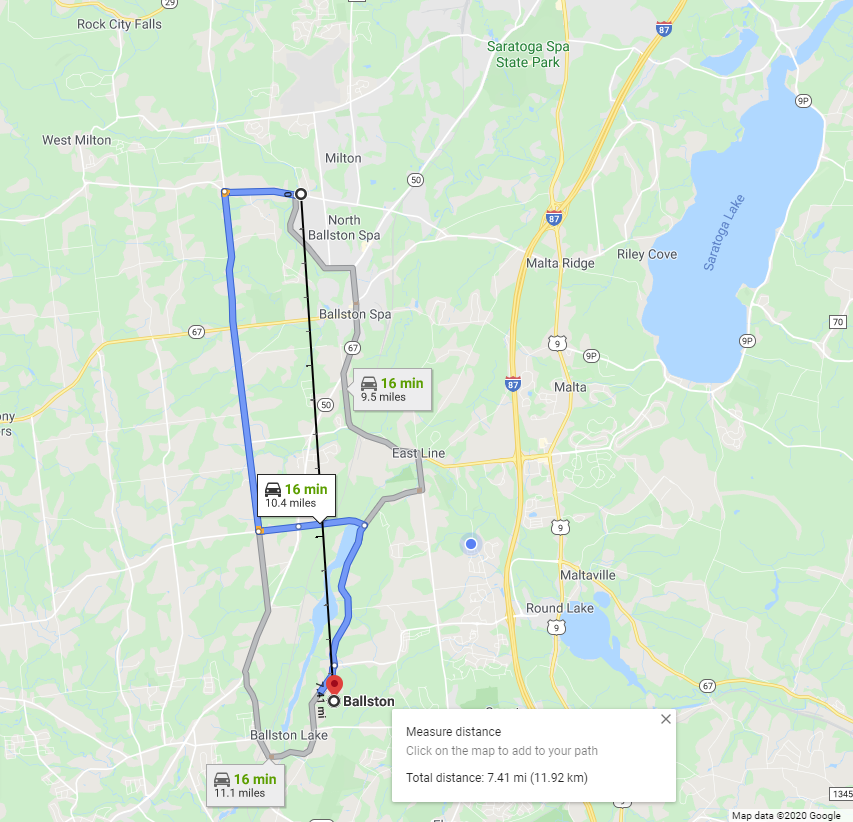 29
Rock City Falls
87
Saratoga Spa
State Park
9P
West Milton
Milton
50
0
North
Ballston Spa
87
Saratoga Lake
Riley Cove
Malta Ridge
Ballston Spa
70
67
9
9P
67
9P
16 min
9.5 miles
87
Malta
50
East Line
16 min
10.4 miles
9
Maltaville
Round Lake
9
67
7.41 mi
Ballston
Ballston Lake
Measure distance
Click on the map to add to your path
Total distance: 7.41 mi (11.92 km)
16 min
11.1 miles
1345
Map data ©2020 Google